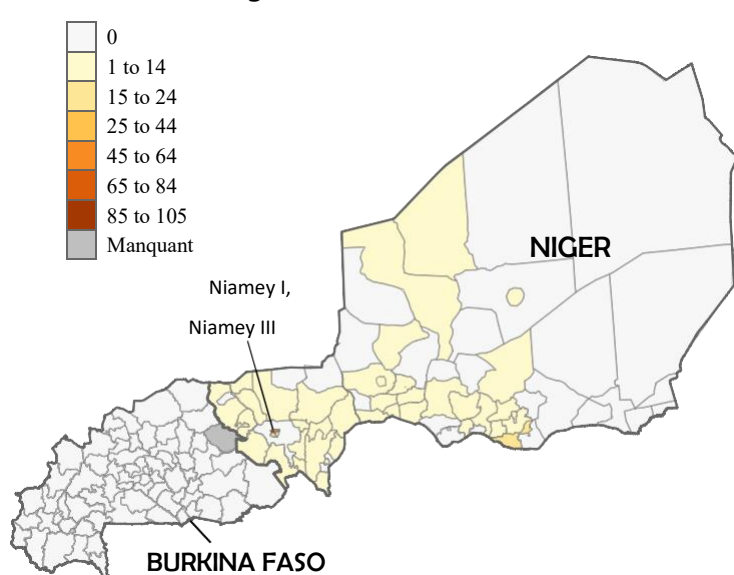 0
1 to 14
15 to 24
25 to 44
45 to 64
65 to 84
85 to 105
Manquant
NIGER
Niamey I,
Niamey III
BURKINA FASO